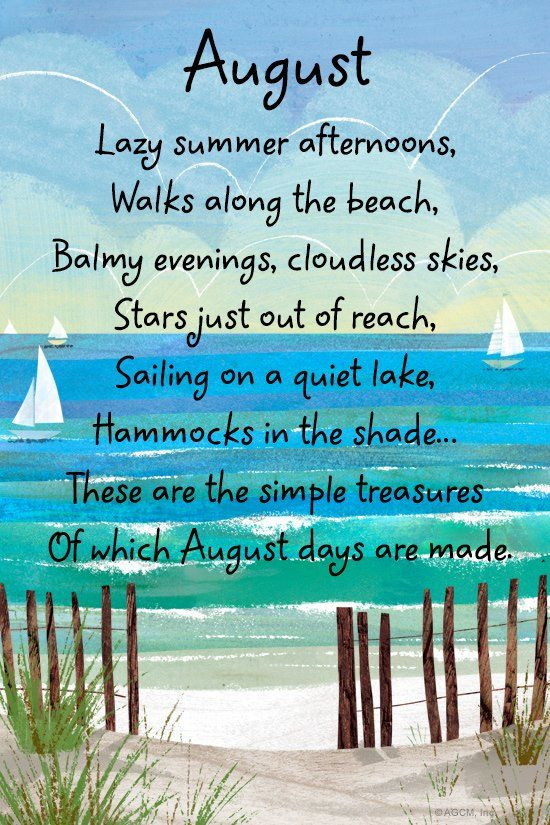 August
Lazy summer afternoons,
Walks along the beach,
Balmy evenings, cloudless skies,
Stars just out of reach,
Sailing on a quiet lake,
Hammocks in the shade...
These are the simple treasures
Of which August days are made.
©AGCM, Inc.